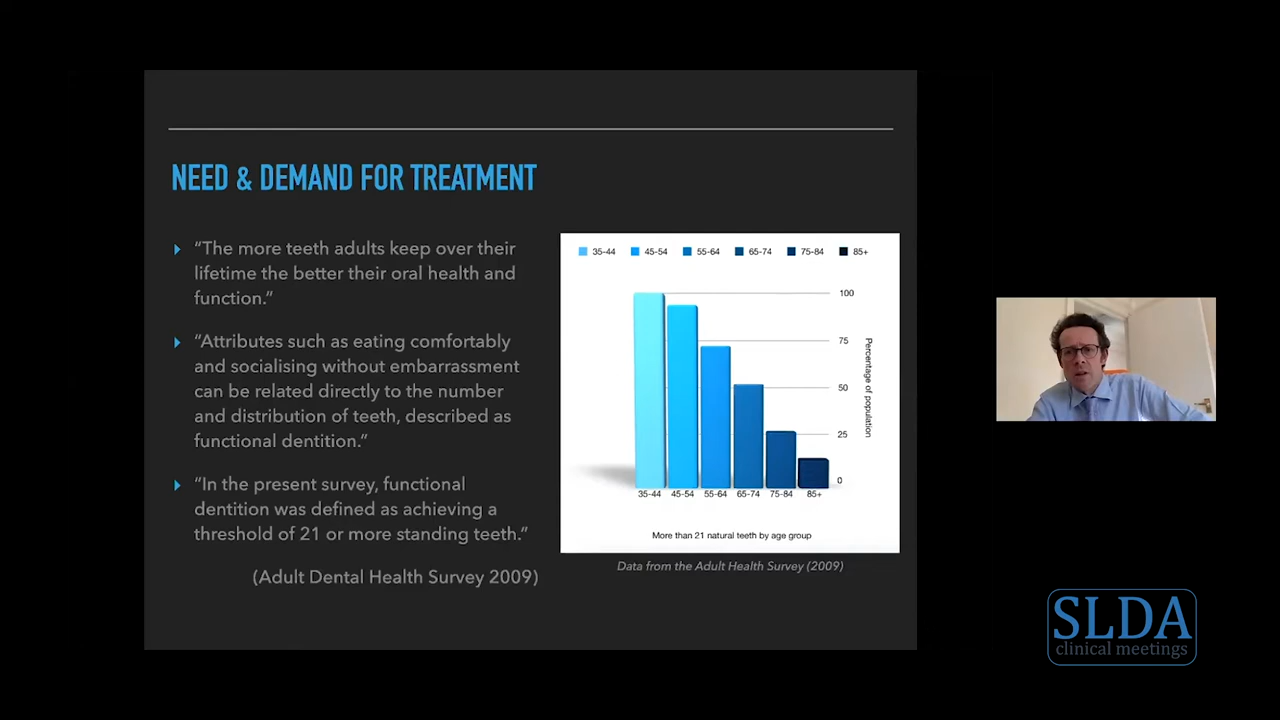 NEED & DEMAND FOR TREATMENT
“The more teeth adults keep over their
lifetime the better their oral health and
function.”
“Attributes such as eating comfortably
and socialising without embarrassment
can be related directly to the number
and distribution of teeth, described as
functional dentition.”
“In the present survey, functional
dentition was defined as achieving a
threshold of 21 or more standing teeth.”
(Adult Dental Health Survey 2009)
35-44 45-54 55-64 65-74 75-84 85+
100
75
50
25
0
Percentage of population
35-44 45-54 55-64 65-74 75-84 85+
More than 21 natural teeth by age group
Data from the Adult Health Survey (2009)
SLDA
clinical meetings